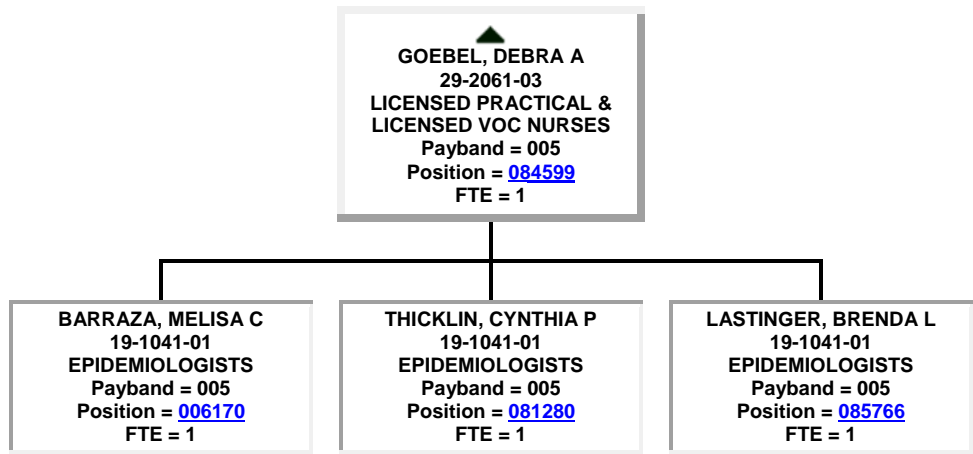 GOEBEL, DEBRA A
29-2061-03
LICENSED PRACTICAL &
LICENSED VOC NURSES
Payband = 005
Position = 084599
FTE = 1
BARRAZA, MELISA C
19-1041-01
EPIDEMIOLOGISTS
Payband = 005
Position = 006170
FTE = 1
THICKLIN, CYNTHIA P
19-1041-01
EPIDEMIOLOGISTS
Payband = 005
Position = 081280
FTE = 1
LASTINGER, BRENDA L
19-1041-01
EPIDEMIOLOGISTS
Payband = 005
Position = 085766
FTE = 1